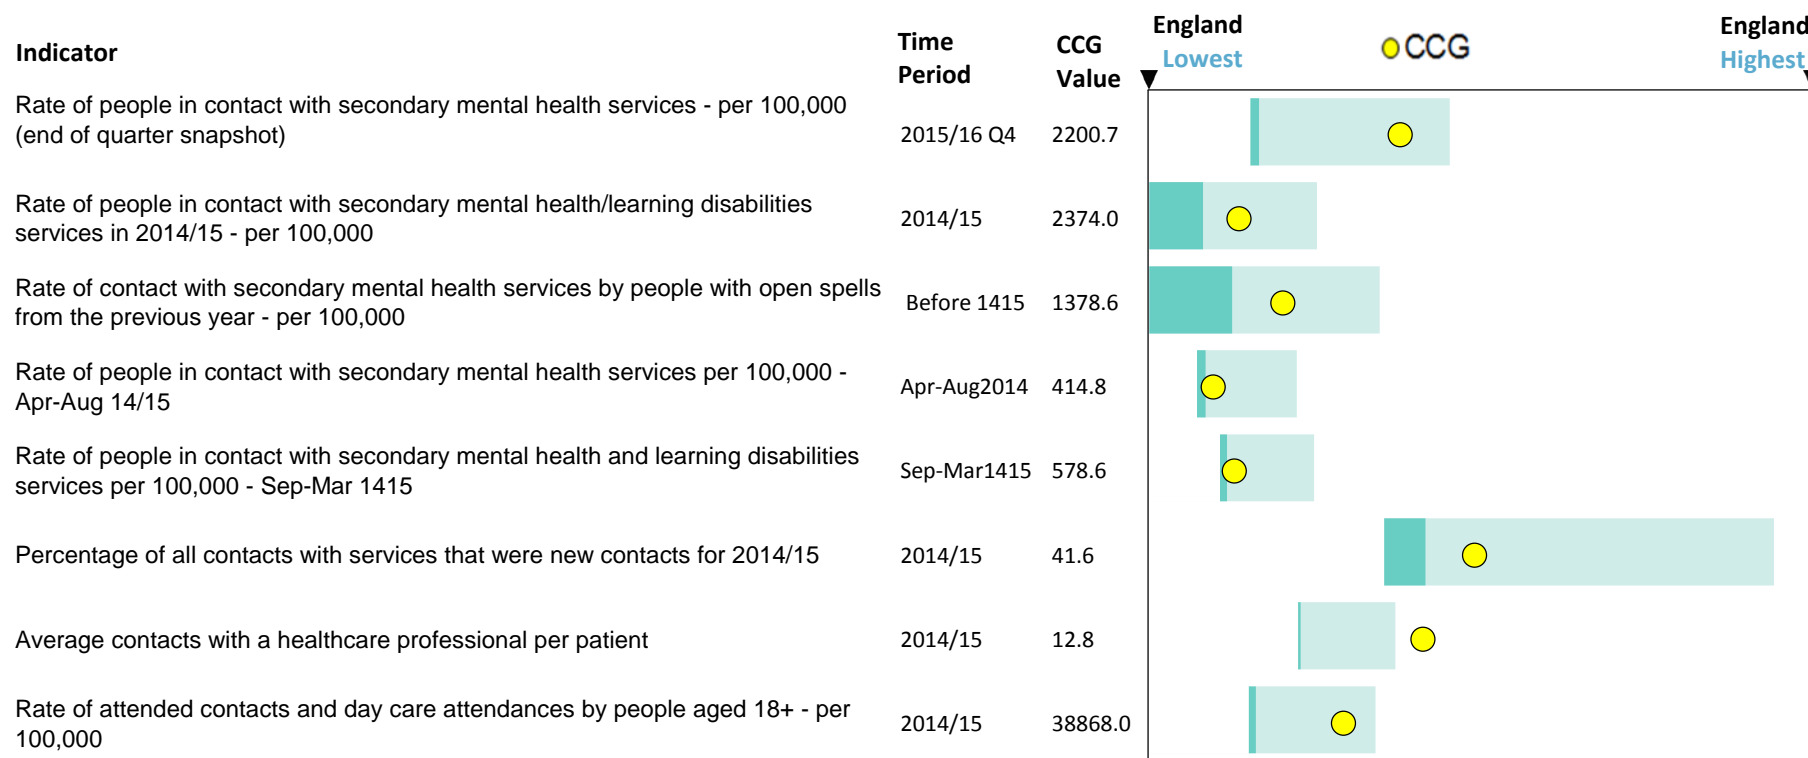 Indicator
Time
Period
CCG
Value
England
Lowest
CCG
England
Highest
Rate of people in contact with secondary mental health services - per 100,000
(end of quarter snapshot)
2015/16 Q4
2200.7
Rate of people in contact with secondary mental health/learning disabilities
services in 2014/15 - per 100,000
2014/15
2374.0
Rate of contact with secondary mental health services by people with open spells
from the previous year - per 100,000
Before 1415
1378.6
Rate of people in contact with secondary mental health services per 100,000 -
Apr-Aug 14/15
Apr-Aug2014
414.8
Rate of people in contact with secondary mental health and learning disabilities
services per 100,000 - Sep-Mar 1415
Sep-Mar1415
578.6
Percentage of all contacts with services that were new contacts for 2014/15
2014/15
41.6
Average contacts with a healthcare professional per patient
2014/15
12.8
Rate of attended contacts and day care attendances by people aged 18+ - per
100,000
2014/15
38868.0